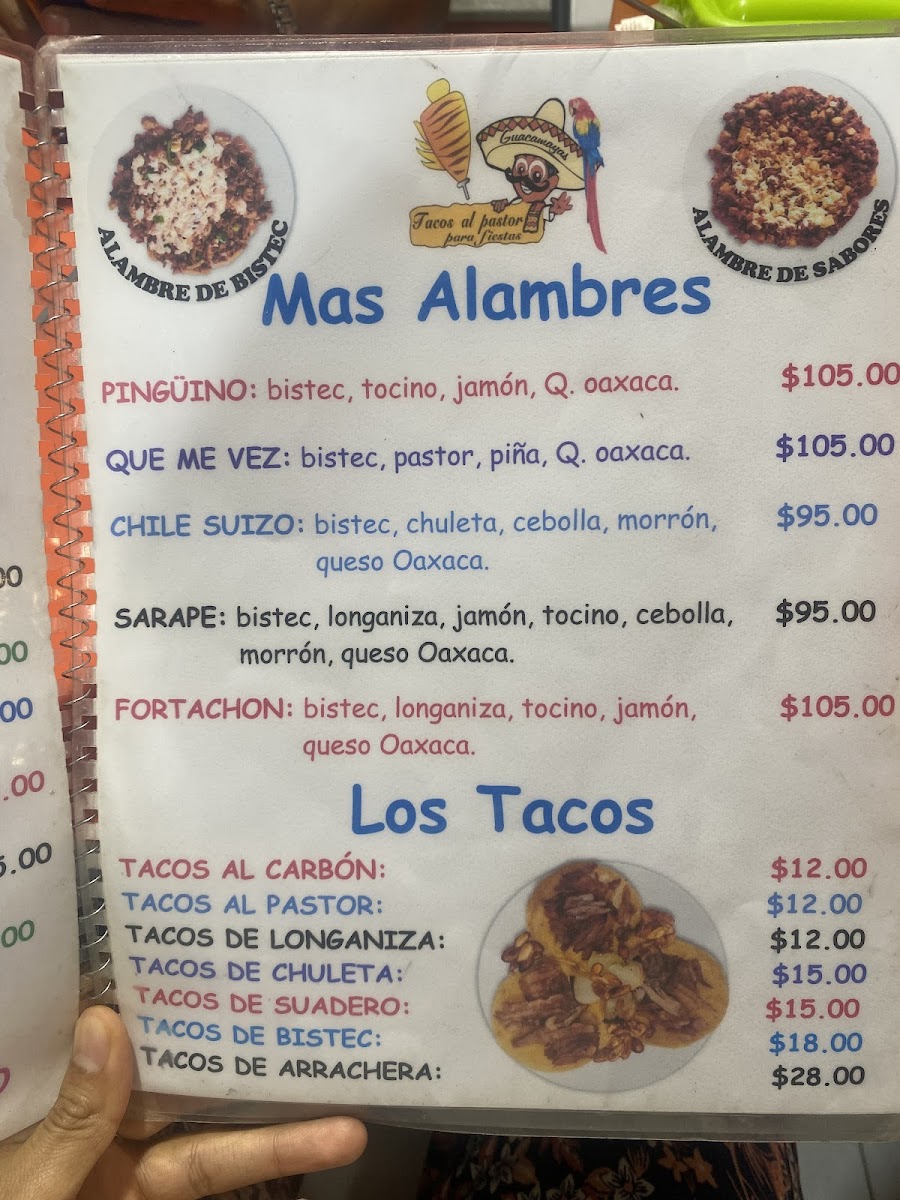 Guacamayas
Tacos al pastor
para fiestas
ALAMBRE DE BISTEC
ALAMBRE DE SABORES
Mas Alambres
PINGÜINO: bistec, tocino, jamón, Q. oaxaca. $105.00
QUE ME VEZ: bistec, pastor, piña, Q. oaxaca. $105.00
CHILE SUIZO: bistec, chuleta, cebolla, morrón, $95.00
queso Oaxaca.
SARAPE: bistec, longaniza, jamón, tocino, cebolla, $95.00
morrón, queso Oaxaca.
FORTACHON: bistec, longaniza, tocino, jamón, $105.00
queso Oaxaca.
Los Tacos
TACOS AL CARBÓN: $12.00
TACOS AL PASTOR: $12.00
TACOS DE LONGANIZA: $12.00
TACOS DE CHULETA: $15.00
TACOS DE SUADERO: $15.00
TACOS DE BISTEC: $18.00
TACOS DE ARRACHERA: $28.00